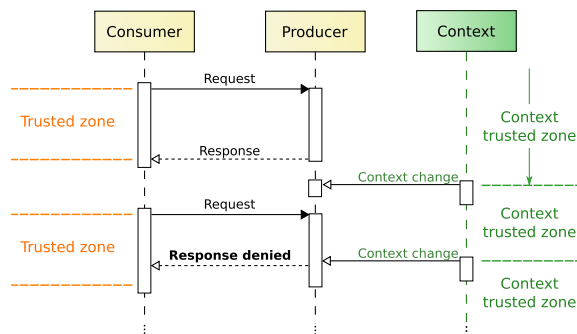 Consumer
Producer
Context
Request
Trusted zone
Context
trusted zone
Response
Context change
Request
Context
trusted zone
Trusted zone
Response denied
Context change
Context
trusted zone